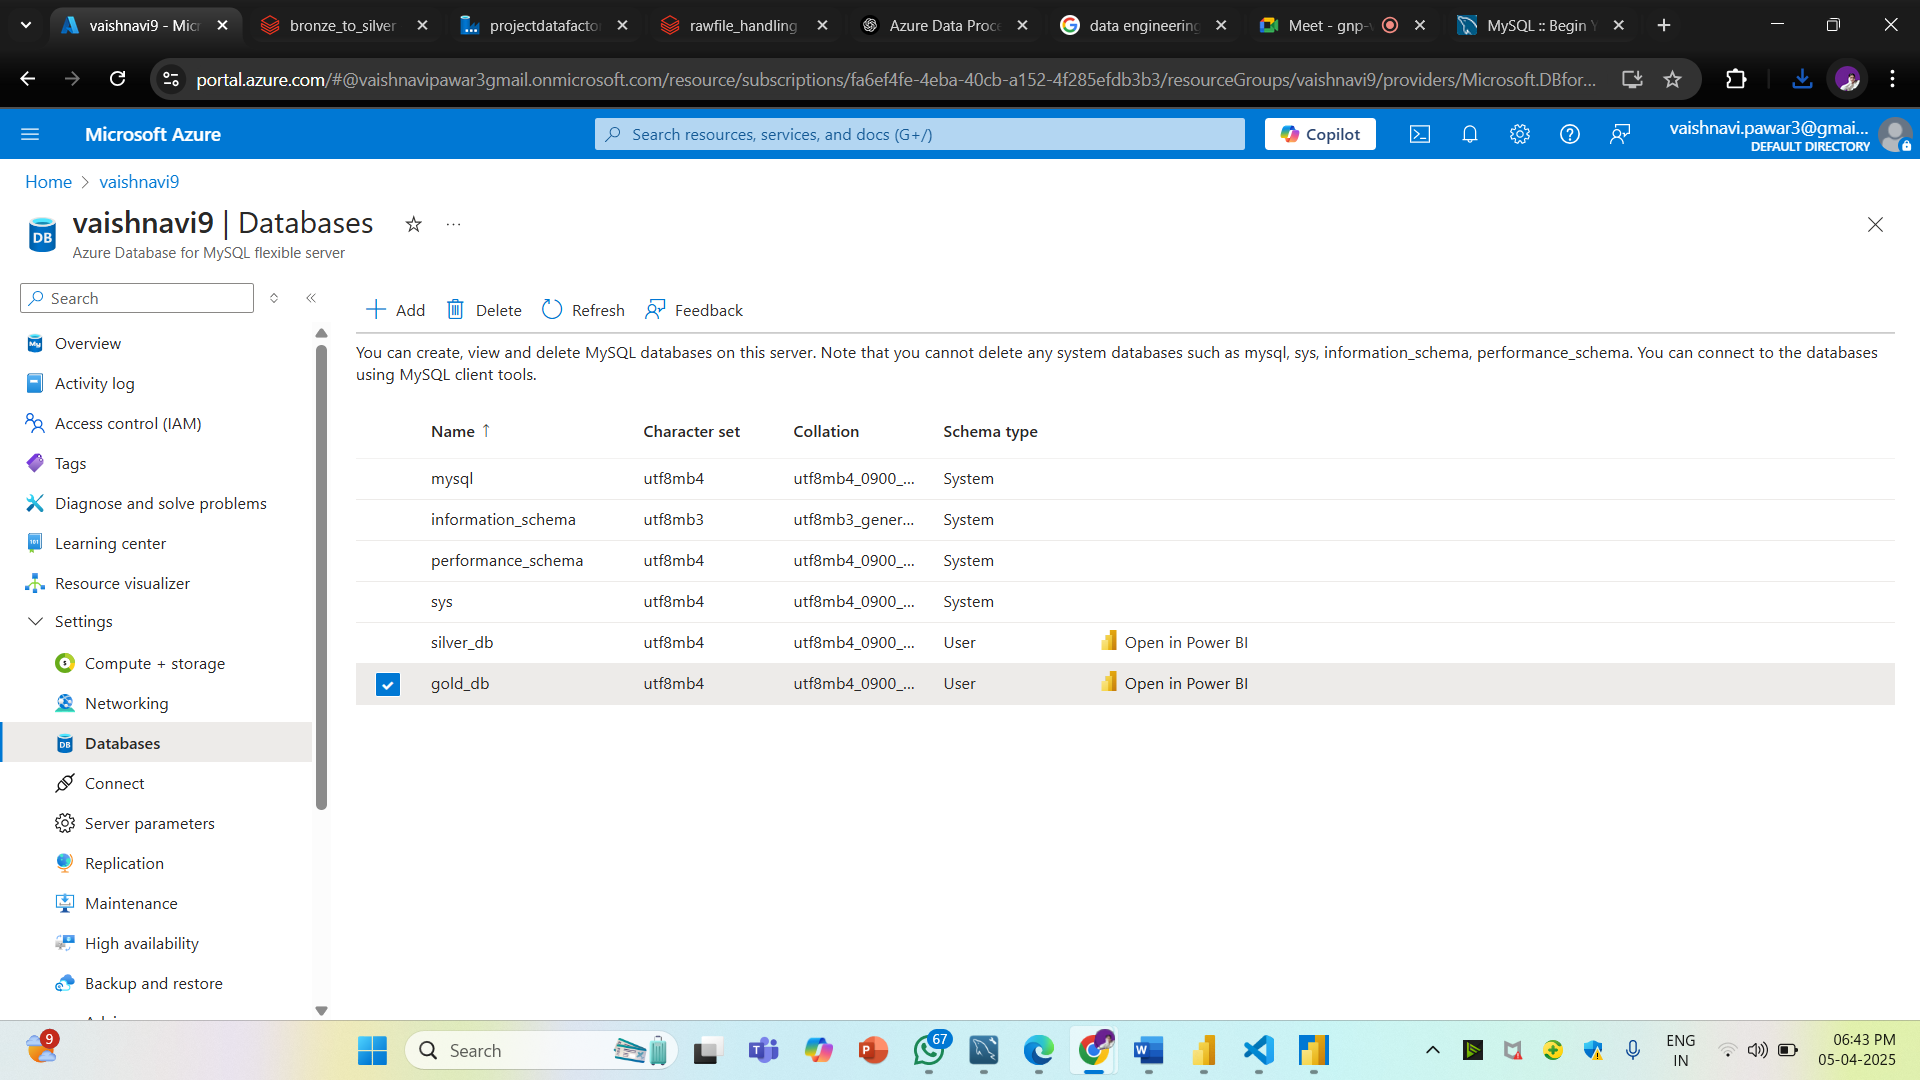 vaishnavi9 - Mic
bronze_to_silver
projectdatafacto
rawfile_handling
Azure Data Proce
data engineering
Meet - gnp-
MySQL :: Begin Y
portal.azure.com/#@vaishnavipawar3gmail.onmicrosoft.com/resource/subscriptions/fa6ef4fe-4eba-40cb-a152-4f285efdb3b3/resourceGroups/vaishnavi9/providers/Microsoft.DBfor...
Microsoft Azure
Search resources, services, and docs (G+/)
Copilot
vaishnavi.pawar3@gmai...
DEFAULT DIRECTORY
Home > vaishnavi9
vaishnavi9 | Databases
...
Azure Database for MySQL flexible server
Search
Add
Delete
Refresh
Feedback
You can create, view and delete MySQL databases on this server. Note that you cannot delete any system databases such as mysql, sys, information_schema, performance_schema. You can connect to the databases
using MySQL client tools.
Name ↑ Character set Collation Schema type
mysql utf8mb4 utf8mb4_0900_... System
information_schema utf8mb3 utf8mb3_gener... System
performance_schema utf8mb4 utf8mb4_0900_... System
sys utf8mb4 utf8mb4_0900_... System
silver_db utf8mb4 utf8mb4_0900_... User Open in Power BI
gold_db utf8mb4 utf8mb4_0900_... User Open in Power BI
Overview
Activity log
Access control (IAM)
Tags
Diagnose and solve problems
Learning center
Resource visualizer
Settings
Compute + storage
Networking
Databases
Connect
Server parameters
Replication
Maintenance
High availability
Backup and restore
9
Search
67
ENG
IN
06:43 PM
05-04-2025